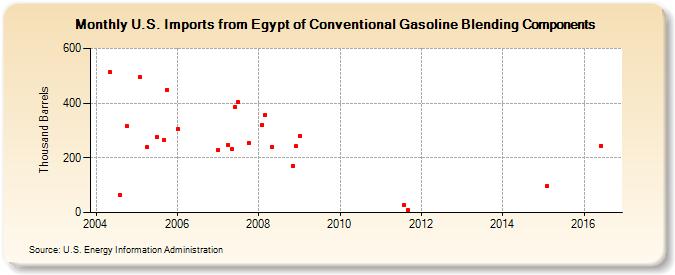 Monthly U.S. Imports from Egypt of Conventional Gasoline Blending Components
Thousand Barrels
600
400
200
0
2004 2006 2008 2010 2012 2014 2016
Source: U.S. Energy Information Administration